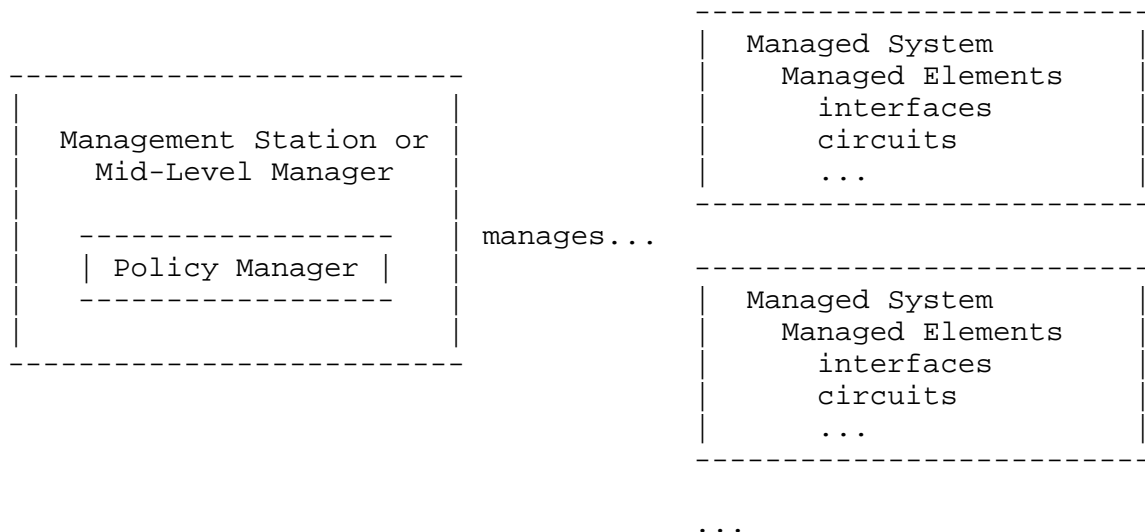 Managed System
Managed Elements
interfaces
circuits
...
Management Station or
Mid-Level Manager
manages...
Policy Manager
Managed System
Managed Elements
interfaces
circuits
...
...